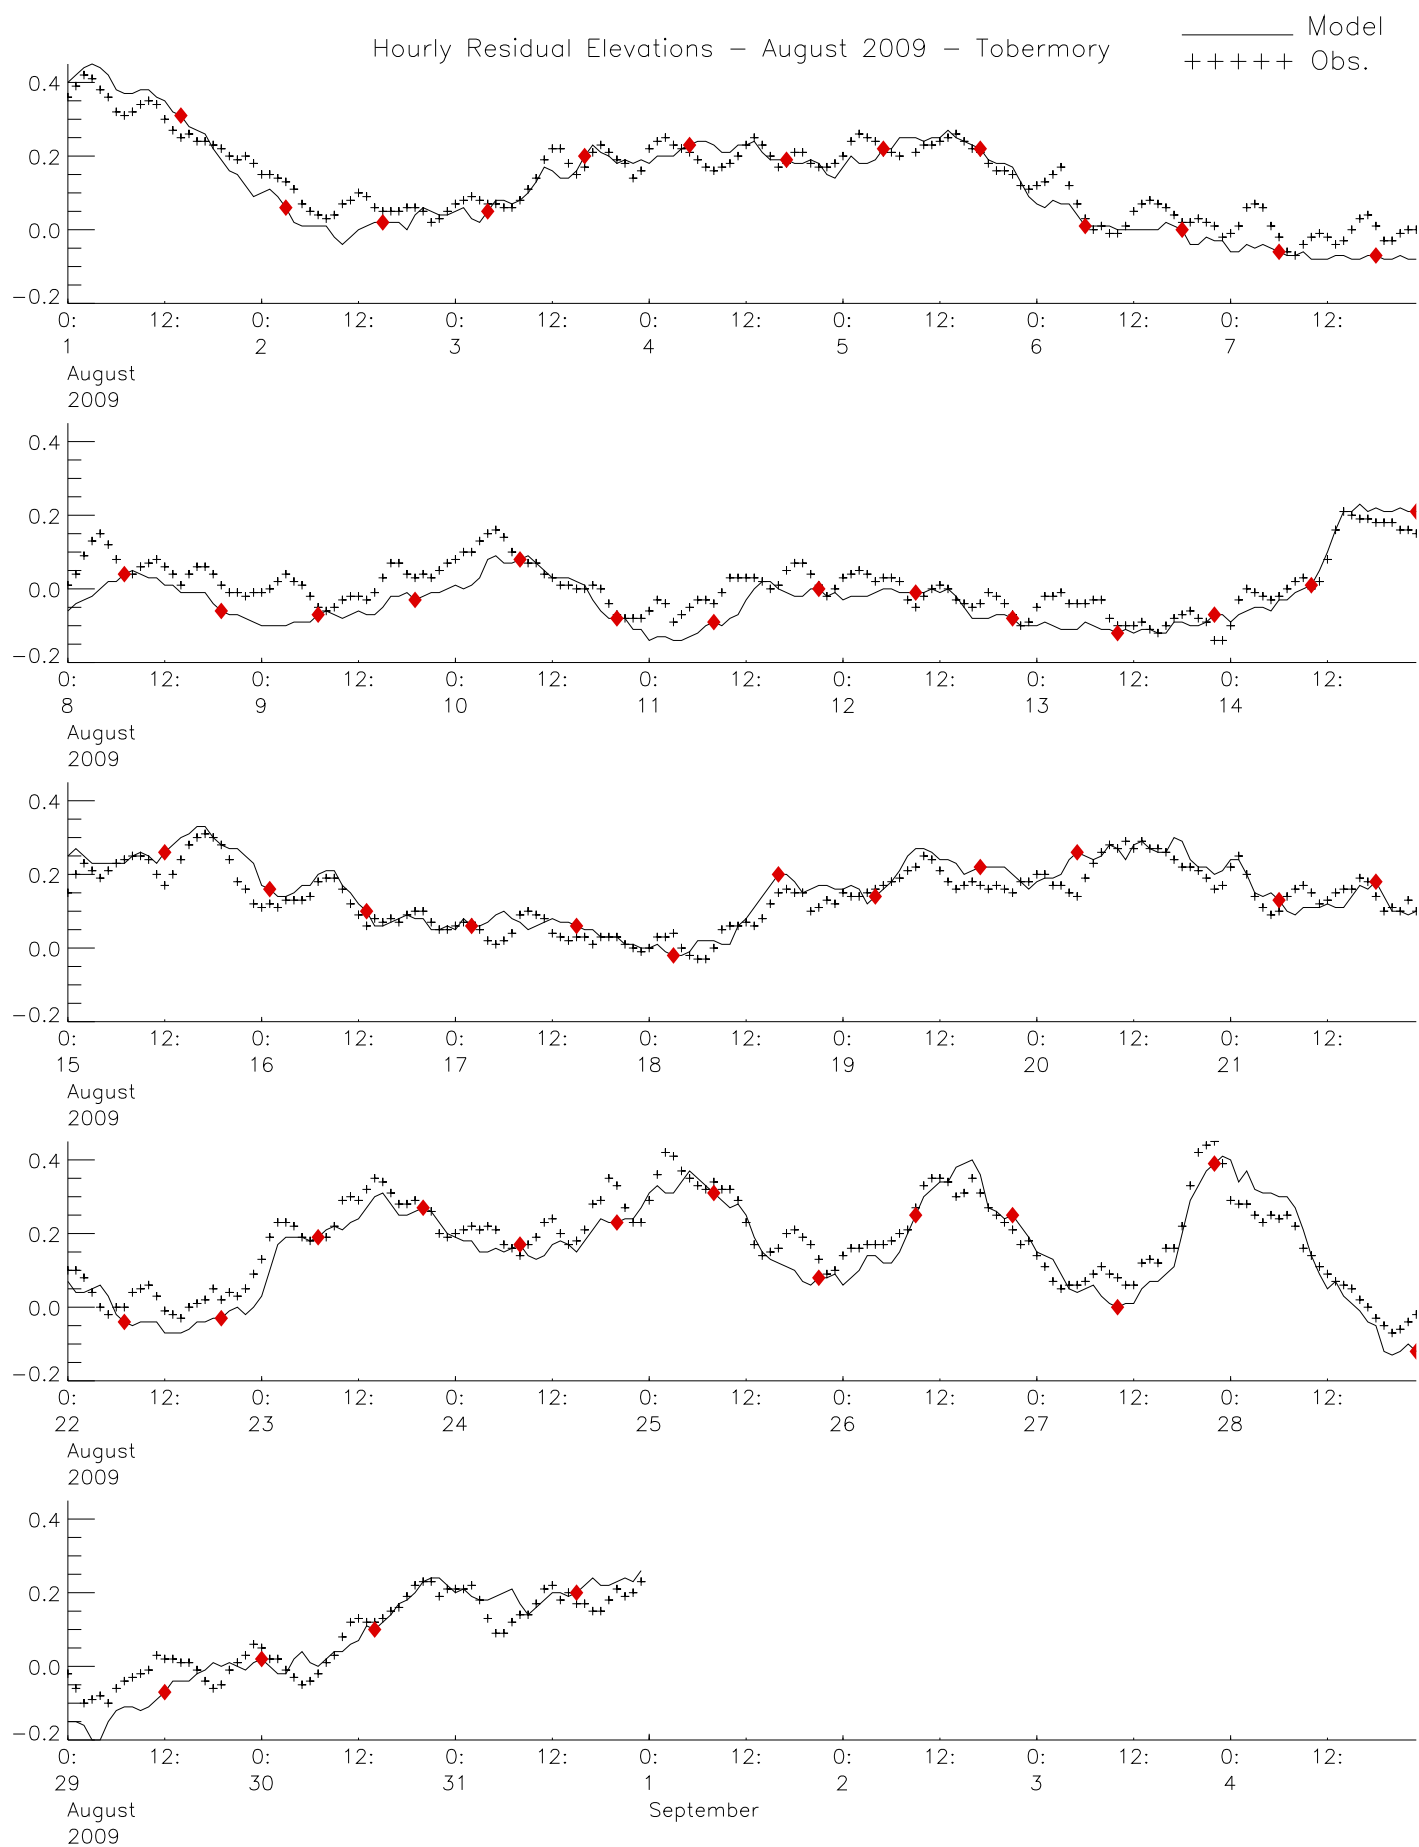 Hourly Residual Elevations − August 2009 − Tobermory
Model
+++++ Obs.
0.4
0.2
0.0
−0.2
0: 12: 0: 12: 0: 12: 0: 12: 0: 12: 0: 12: 0: 12:
1 2 3 4 5 6 7
August
2009
0.4
0.2
0.0
−0.2
0: 12: 0: 12: 0: 12: 0: 12: 0: 12: 0: 12: 0: 12:
8 9 10 11 12 13 14
August
2009
0.4
0.2
0.0
−0.2
0: 12: 0: 12: 0: 12: 0: 12: 0: 12: 0: 12: 0: 12:
15 16 17 18 19 20 21
August
2009
0.4
0.2
0.0
−0.2
0: 12: 0: 12: 0: 12: 0: 12: 0: 12: 0: 12: 0: 12:
22 23 24 25 26 27 28
August
2009
0.4
0.2
0.0
−0.2
0: 12: 0: 12: 0: 12: 0: 12: 0: 12: 0: 12: 0: 12:
29 30 31 1 2 3 4
August September
2009